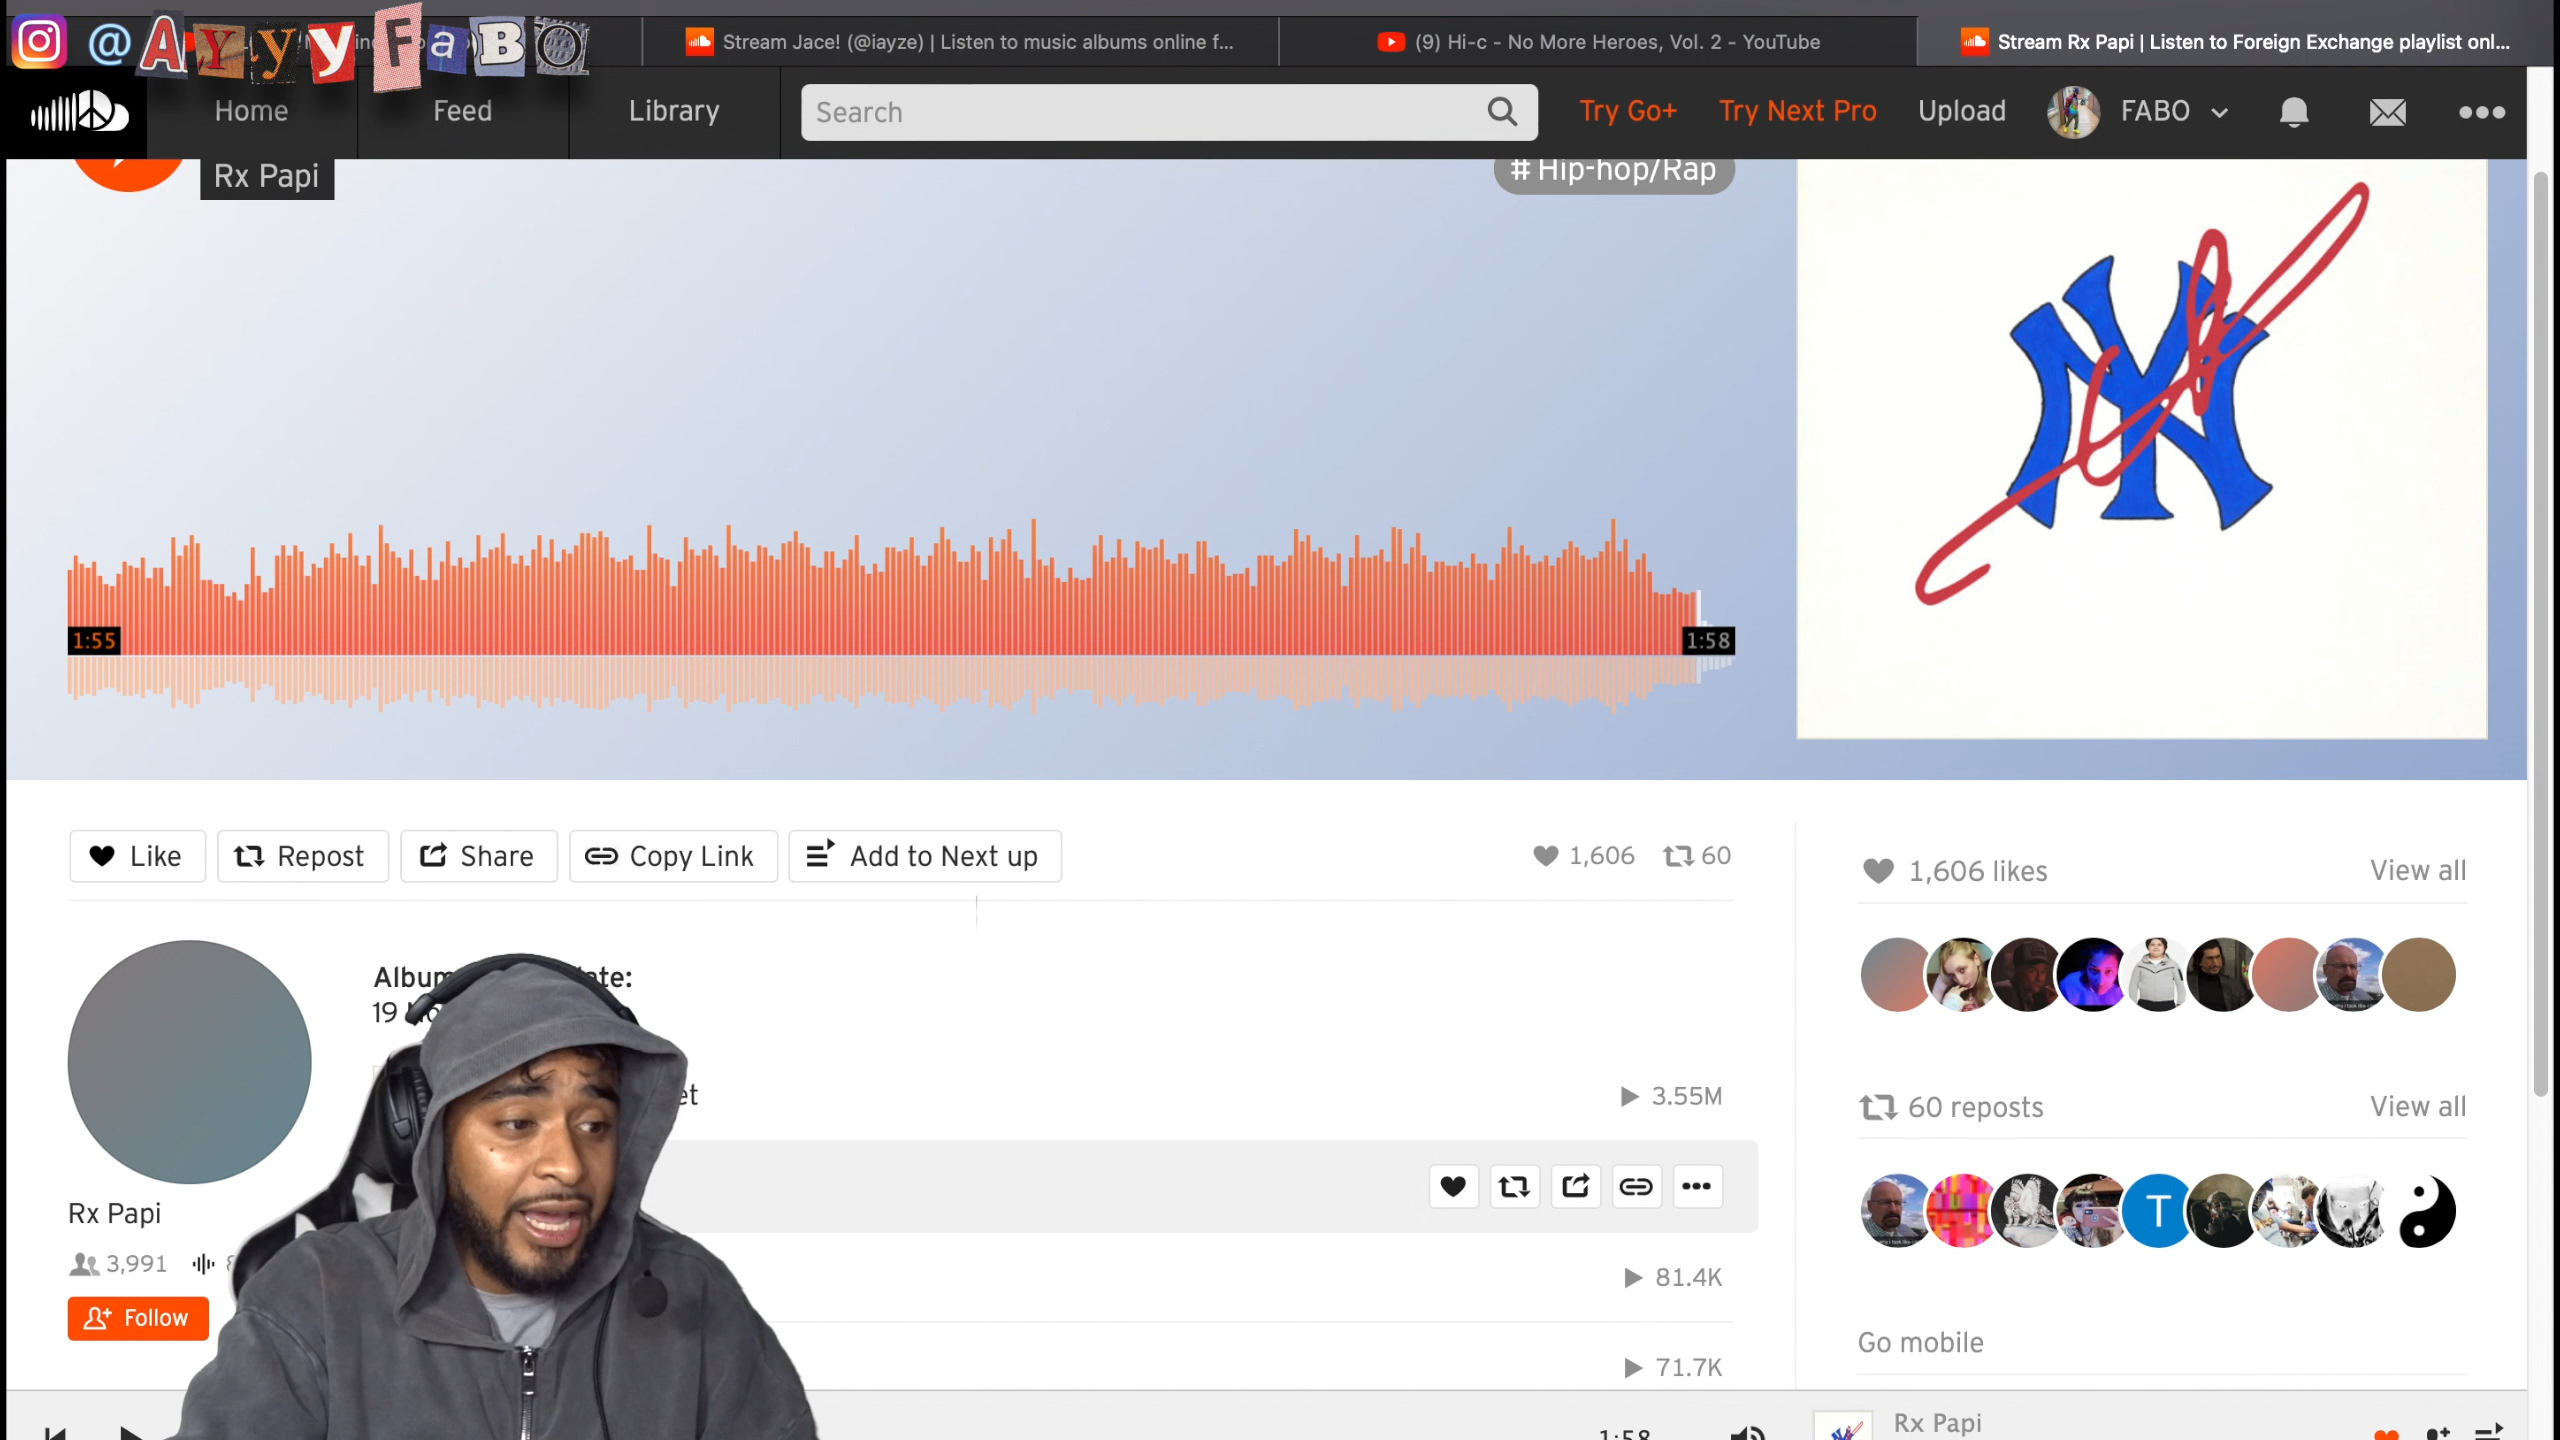 @AYyyFaBO
Stream Jace! (@iayze) | Listen to music albums online f...
(9) Hi-c - No More Heroes, Vol. 2 - YouTube
Stream Rx Papi | Listen to Foreign Exchange playlist onl...
Home
Feed
Library
Search
Try Go+
Try Next Pro
Upload
FABO
Rx Papi
# Hip-hop/Rap
1:55
1:58
Like
Repost
Share
Copy Link
Add to Next up
1,606
60
1,606 likes
View all
3.55M
60 reposts
View all
T
Rx Papi
3,991
Follow
81.4K
71.7K
Go mobile
1:58
Rx Papi